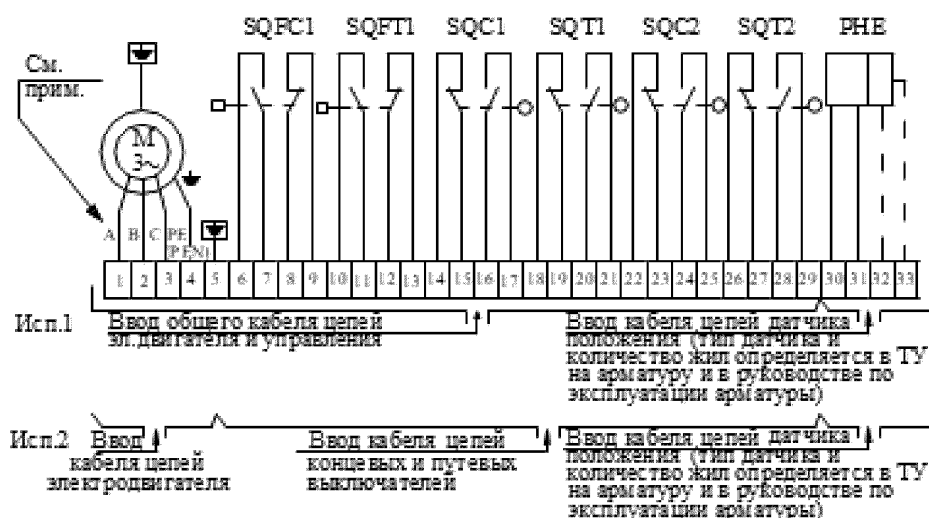 SQFC1 SQFT1 SQC1 SQT1 SQC2 SQT2 PHE
См.
прим.
M
3~
A B C PE
(PEN)
1 2 3 4 5 6 7 8 9 10 11 12 13 14 15 16 17 18 19 20 21 22 23 24 25 26 27 28 29 30 31 32 33
Исп.1
Ввод общего кабеля цепей
эл.двигателя и управления
Ввод кабеля цепей датчика
положения (тип датчика и
количество жил определяется в ТУ
на арматуру и в руководстве по
эксплуатации арматуры)
Исп.2
Ввод
кабеля цепей
электродвигателя
Ввод кабеля цепей
концевых и путевых
выключателей
Ввод кабеля цепей датчика
положения (тип датчика и
количество жил определяется в ТУ
на арматуру и в руководстве по
эксплуатации арматуры)